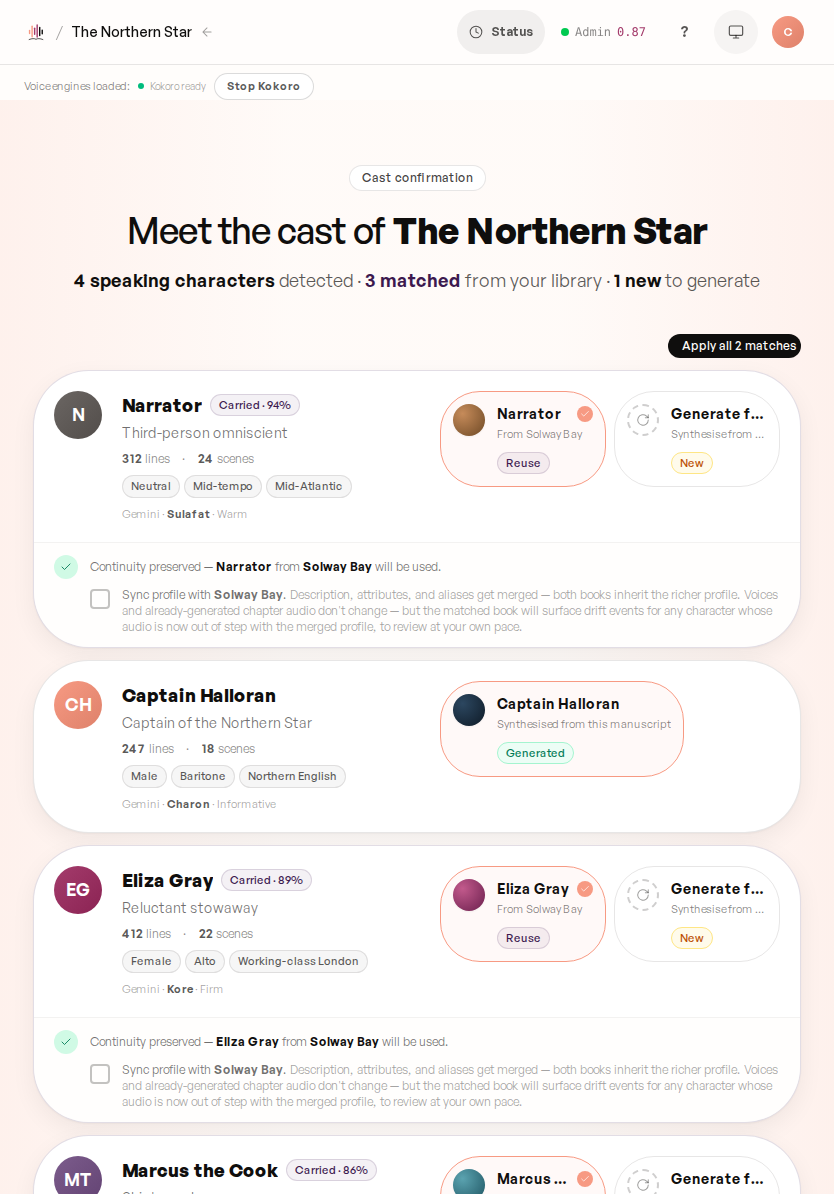 / The Northern Star ←
Status
Admin 0.87
?
C
Voice engines loaded: Kokoro ready
Stop Kokoro
Cast confirmation
Meet the cast of The Northern Star
4 speaking characters detected · 3 matched from your library · 1 new to generate
Apply all 2 matches
N
Narrator
Carried · 94%
Third-person omniscient
312 lines · 24 scenes
Neutral
Mid-tempo
Mid-Atlantic
Gemini · Sulafat · Warm
Narrator
From Solway Bay
Reuse
Generate f...
Synthesise from ...
New
Continuity preserved — Narrator from Solway Bay will be used.
Sync profile with Solway Bay. Description, attributes, and aliases get merged — both books inherit the richer profile. Voices
and already-generated chapter audio don't change — but the matched book will surface drift events for any character whose
audio is now out of step with the merged profile, to review at your own pace.
CH
Captain Halloran
Captain of the Northern Star
247 lines · 18 scenes
Male
Baritone
Northern English
Gemini · Charon · Informative
Captain Halloran
Synthesised from this manuscript
Generated
EG
Eliza Gray
Carried · 89%
Reluctant stowaway
412 lines · 22 scenes
Female
Alto
Working-class London
Gemini · Kore · Firm
Eliza Gray
From Solway Bay
Reuse
Generate f...
Synthesise from ...
New
Continuity preserved — Eliza Gray from Solway Bay will be used.
Sync profile with Solway Bay. Description, attributes, and aliases get merged — both books inherit the richer profile. Voices
and already-generated chapter audio don't change — but the matched book will surface drift events for any character whose
audio is now out of step with the merged profile, to review at your own pace.
MT
Marcus the Cook
Carried · 86%
Marcus ...
Generate f...